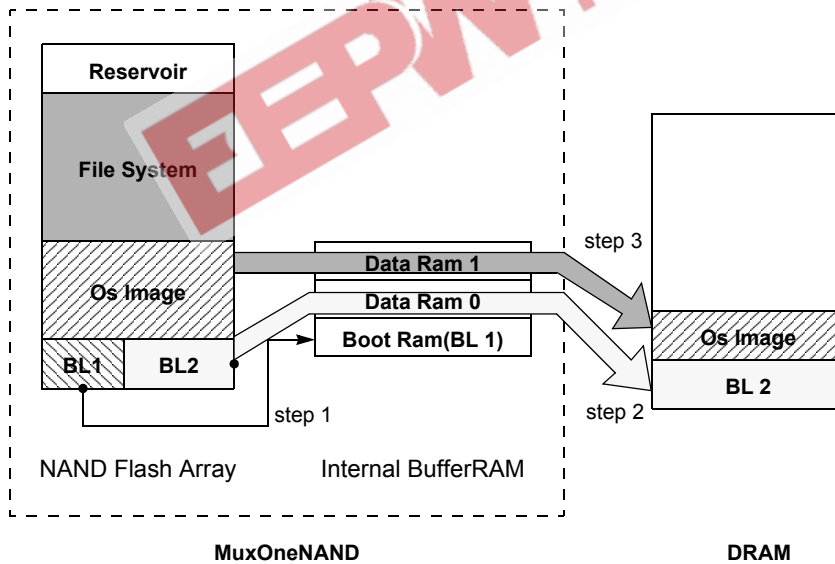 EEPW
Reservoir
File System
step 3
Data Ram 1
Os Image
Data Ram 0
Boot Ram(BL 1)
Os Image
BL1
BL2
BL 2
step 1
step 2
NAND Flash Array
Internal BufferRAM
MuxOneNAND
DRAM